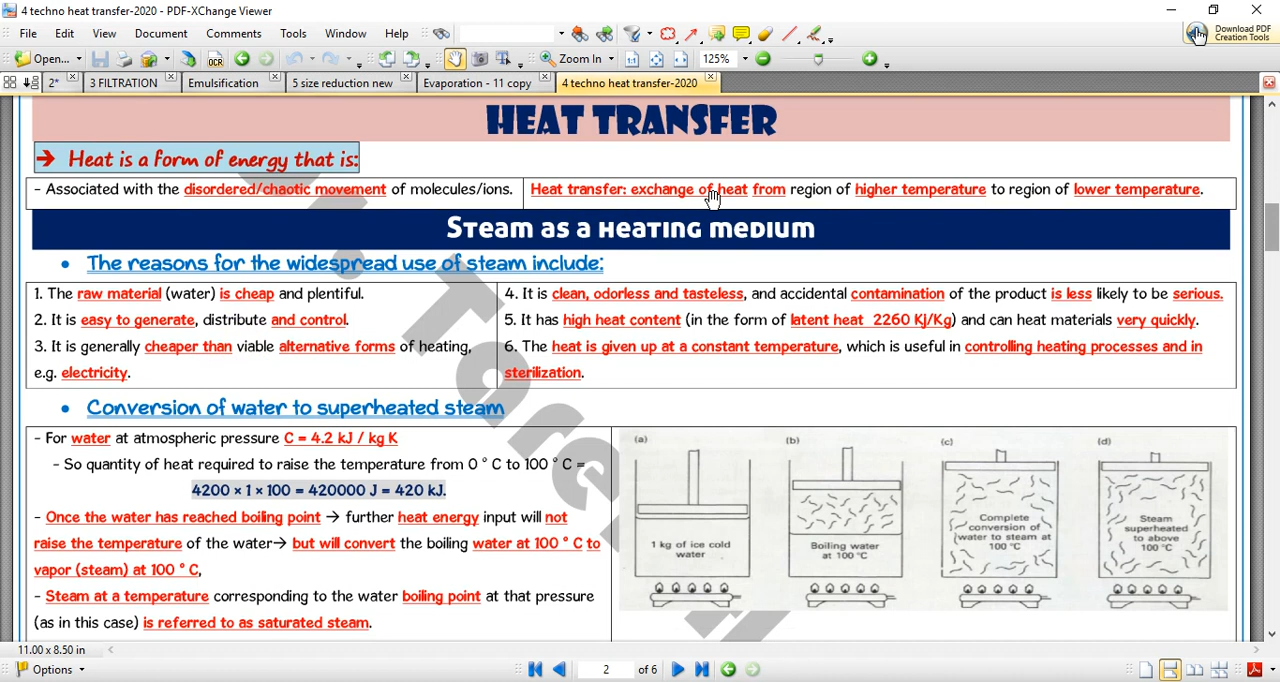 4 techno heat transfer-2020 - PDF-XChange Viewer
File Edit View Document Comments Tools Window Help
Download PDF
Creation Tools
Open... OCR Zoom In 1:1 125%
2* 3 FILTRATION Emulsification 5 size reduction new Evaporation - 11 copy 4 techno heat transfer-2020
HEAT TRANSFER
→ Heat is a form of energy that is:
- Associated with the disordered/chaotic movement of molecules/ions.
Heat transfer: exchange of heat from region of higher temperature to region of lower temperature.
Steam as a Heating medium
• The reasons for the widespread use of steam include:
1. The raw material (water) is cheap and plentiful.
2. It is easy to generate, distribute and control.
3. It is generally cheaper than viable alternative forms of heating,
e.g. electricity.
4. It is clean, odorless and tasteless, and accidental contamination of the product is less likely to be serious.
5. It has high heat content (in the form of latent heat 2260 Kj/Kg) and can heat materials very quickly.
6. The heat is given up at a constant temperature, which is useful in controlling heating processes and in
sterilization.
• Conversion of water to superheated steam
- For water at atmospheric pressure C = 4.2 kJ / kg K
- So quantity of heat required to raise the temperature from 0 ° C to 100 ° C =
4200 × 1 × 100 = 420000 J = 420 kJ.
- Once the water has reached boiling point → further heat energy input will not
raise the temperature of the water→ but will convert the boiling water at 100 ° C to
vapor (steam) at 100 ° C,
- Steam at a temperature corresponding to the water boiling point at that pressure
(as in this case) is referred to as saturated steam.
(a)
1 kg of ice cold
water
(b)
Boiling water
at 100 °C
(c)
Complete
conversion of
water to steam at
100 °C
(d)
Steam
superheated
to above
100 °C
11.00 x 8.50 in
Options 2 of 6